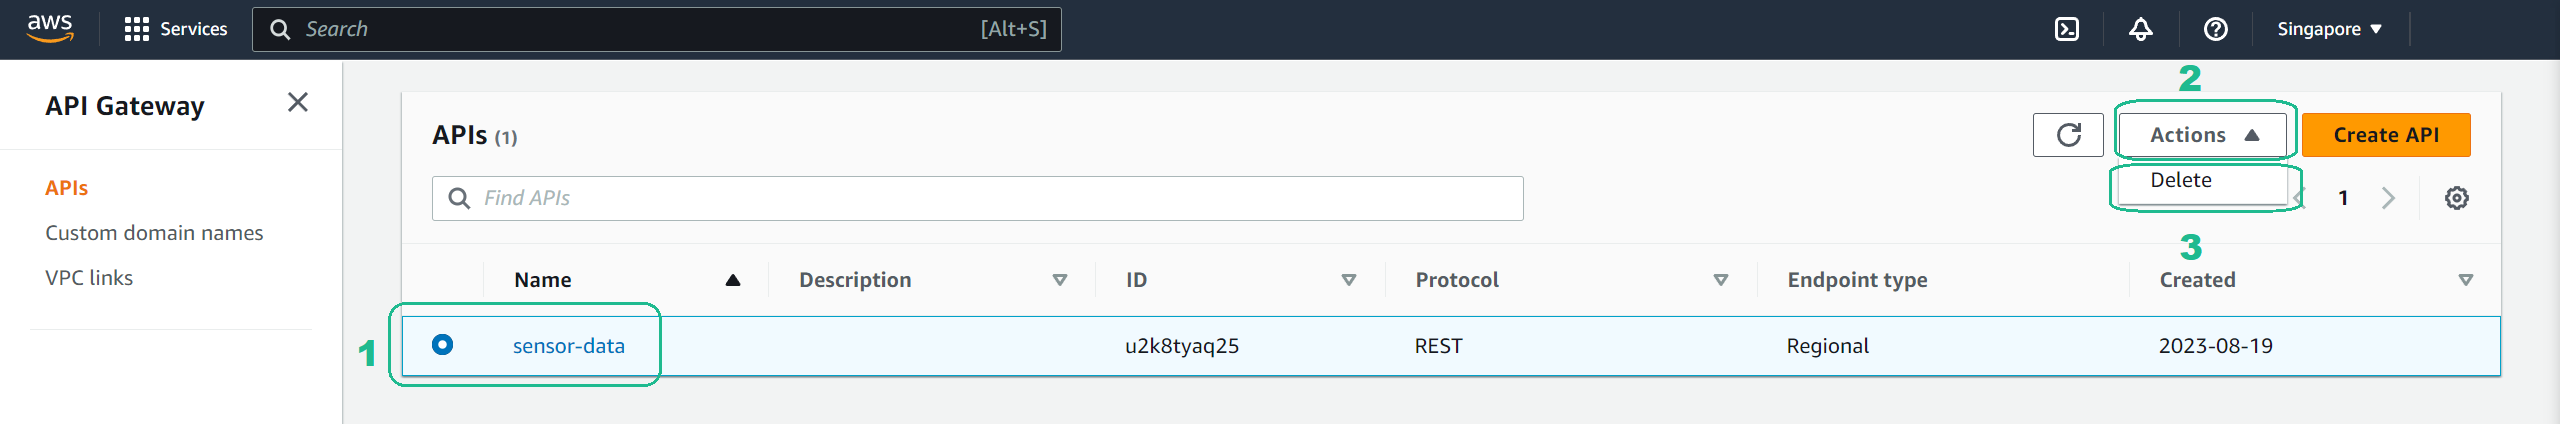 aws Services Search [Alt+S] Singapore
API Gateway
APIs
Custom domain names
VPC links
2
APIs (1) Actions Create API
Delete
Find APIs 1
3
Name Description ID Protocol Endpoint type Created
1 sensor-data u2k8tyaq25 REST Regional 2023-08-19